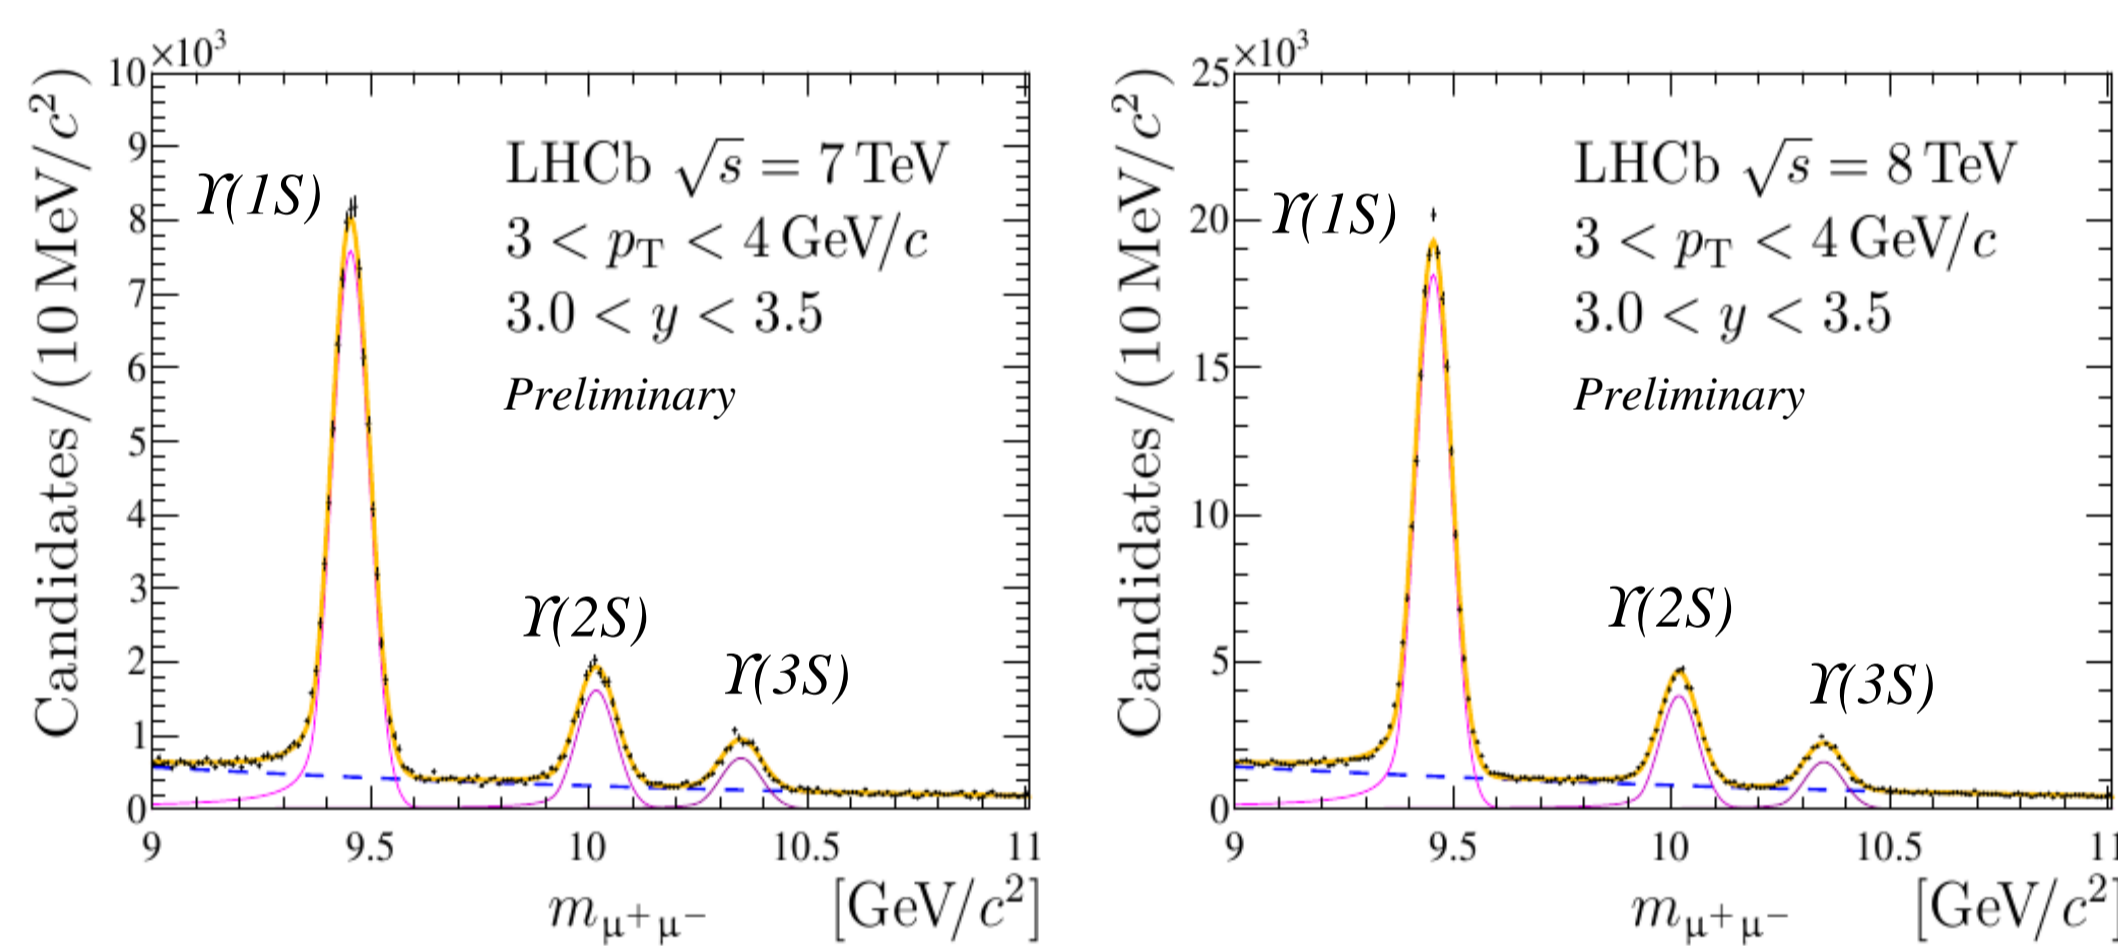 ×10³
Candidates/(10 MeV/c²)
10
9
8
7
6
5
4
3
2
1
0
ϒ(1S)
LHCb √s = 7 TeV
3 < pT < 4 GeV/c
3.0 < y < 3.5
Preliminary
ϒ(2S)
ϒ(3S)
9 9.5 10 10.5 11
mμ⁺μ⁻ [GeV/c²]
×10³
Candidates/(10 MeV/c²)
25
20
15
10
5
0
ϒ(1S)
LHCb √s = 8 TeV
3 < pT < 4 GeV/c
3.0 < y < 3.5
Preliminary
ϒ(2S)
ϒ(3S)
9 9.5 10 10.5 11
mμ⁺μ⁻ [GeV/c²]